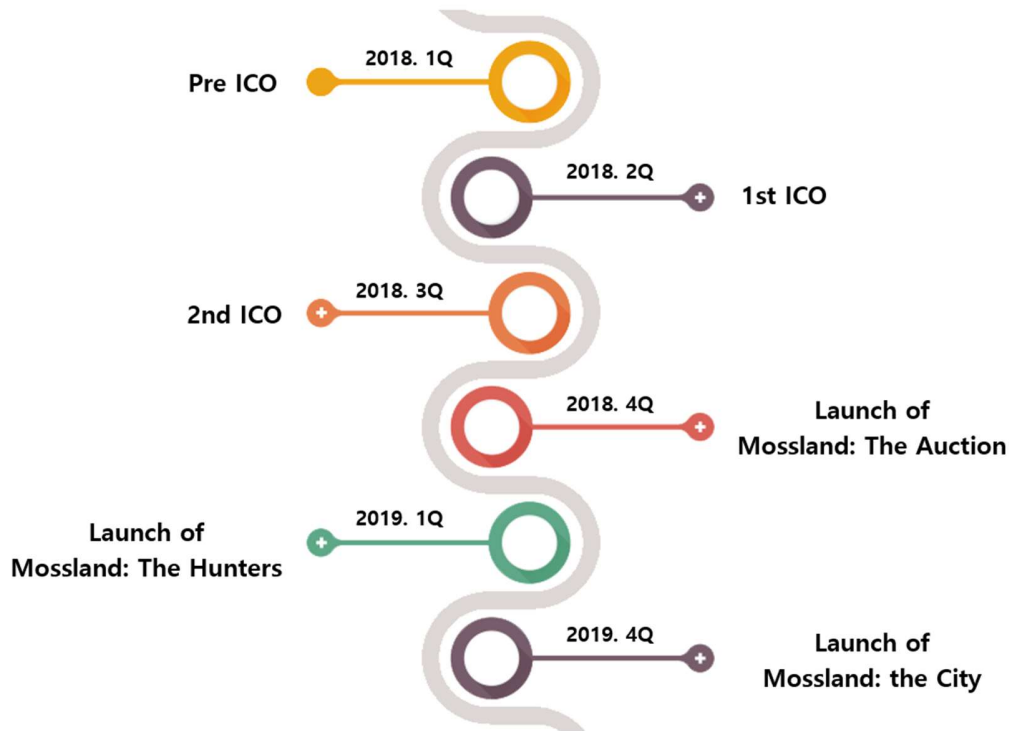 2018. 1Q
Pre ICO
2018. 2Q
1st ICO
2018. 3Q
2nd ICO
2018. 4Q
Launch of
Mossland: The Auction
2019. 1Q
Launch of
Mossland: The Hunters
2019. 4Q
Launch of
Mossland: the City